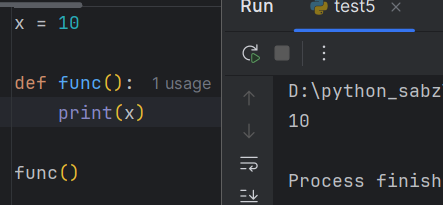 x = 10
def func(): 1 usage
    print(x)
func()
Run test5
D:\python_sabz
10
Process finish